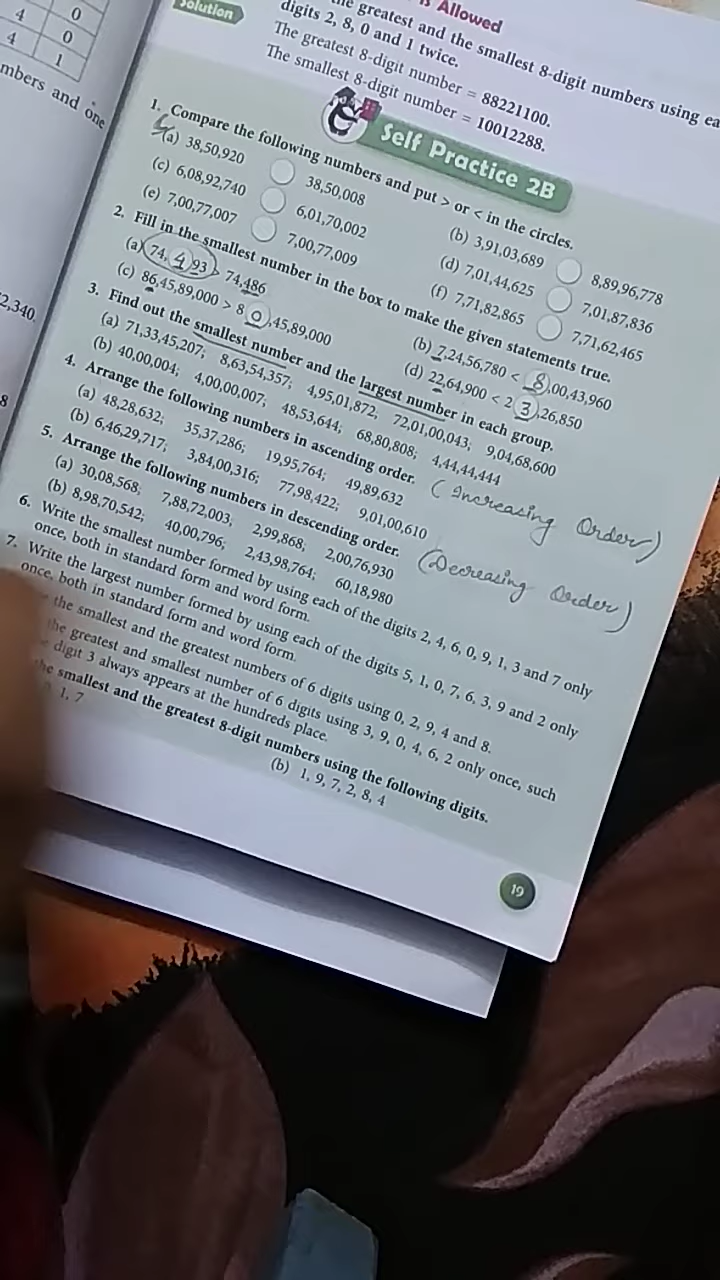 4 0
4 0
1
mbers and one
2,340.
8
Solution
is Allowed
the greatest and the smallest 8-digit numbers using ea
digits 2, 8, 0 and 1 twice.
The greatest 8-digit number = 88221100.
The smallest 8-digit number = 10012288.
Self Practice 2B
1. Compare the following numbers and put > or < in the circles.
(a) 38,50,920 38,50,008 (b) 3,91,03,689 8,89,96,778
(c) 6,08,92,740 6,01,70,002 (d) 7,01,44,625 7,01,87,836
(e) 7,00,77,007 7,00,77,009 (f) 7,71,82,865 7,71,62,465
2. Fill in the smallest number in the box to make the given statements true.
(a) 74, 4 93 > 74,486 (b) 7,24,56,780 < 8,00,43,960
(c) 86,45,89,000 > 8 0,45,89,000 (d) 22,64,900 < 2 3,26,850
3. Find out the smallest number and the largest number in each group.
(a) 71,33,45,207; 8,63,54,357; 4,95,01,872; 72,01,00,043; 9,04,68,600
(b) 40,00,004; 4,00,00,007; 48,53,644; 68,80,808; 4,44,44,444
4. Arrange the following numbers in ascending order. (Increasing Order)
(a) 48,28,632; 35,37,286; 19,95,764; 49,89,632
(b) 6,46,29,717; 3,84,00,316; 77,98,422; 9,01,00,610
5. Arrange the following numbers in descending order. (Decreasing Order)
(a) 30,08,568; 7,88,72,003; 2,99,868; 2,00,76,930
(b) 8,98,70,542; 40,00,796; 2,43,98,764; 60,18,980
6. Write the smallest number formed by using each of the digits 2, 4, 6, 0, 9, 1, 3 and 7 only
once, both in standard form and word form.
7. Write the largest number formed by using each of the digits 5, 1, 0, 7, 6, 3, 9 and 2 only
once, both in standard form and word form.
the smallest and the greatest numbers of 6 digits using 0, 2, 9, 4 and 8.
the greatest and smallest number of 6 digits using 3, 9, 0, 4, 6, 2 only once, such
digit 3 always appears at the hundreds place.
the smallest and the greatest 8-digit numbers using the following digits.
1, 7 (b) 1, 9, 7, 2, 8, 4
19